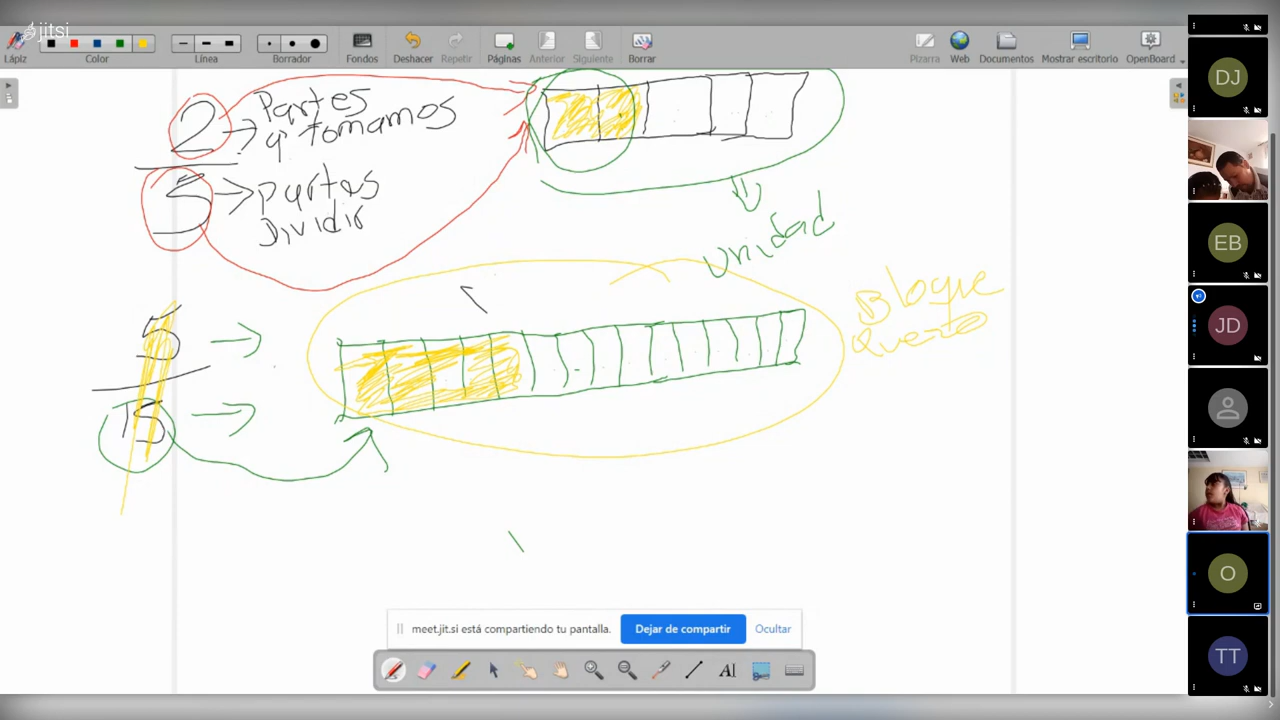 jitsi
Lápiz
Color
Línea
Borrador
Fondos
Deshacer
Repetir
Páginas
Anterior
Siguiente
Borrar
Pizarra
Web
Documentos
Mostrar escritorio
OpenBoard
2
Partes
q' tomamos
5
partes
Dividir
unidad
5
15
Bloque
meet.jit.si está compartiendo tu pantalla.
Dejar de compartir
Ocultar
DJ
EB
JD
O
TT